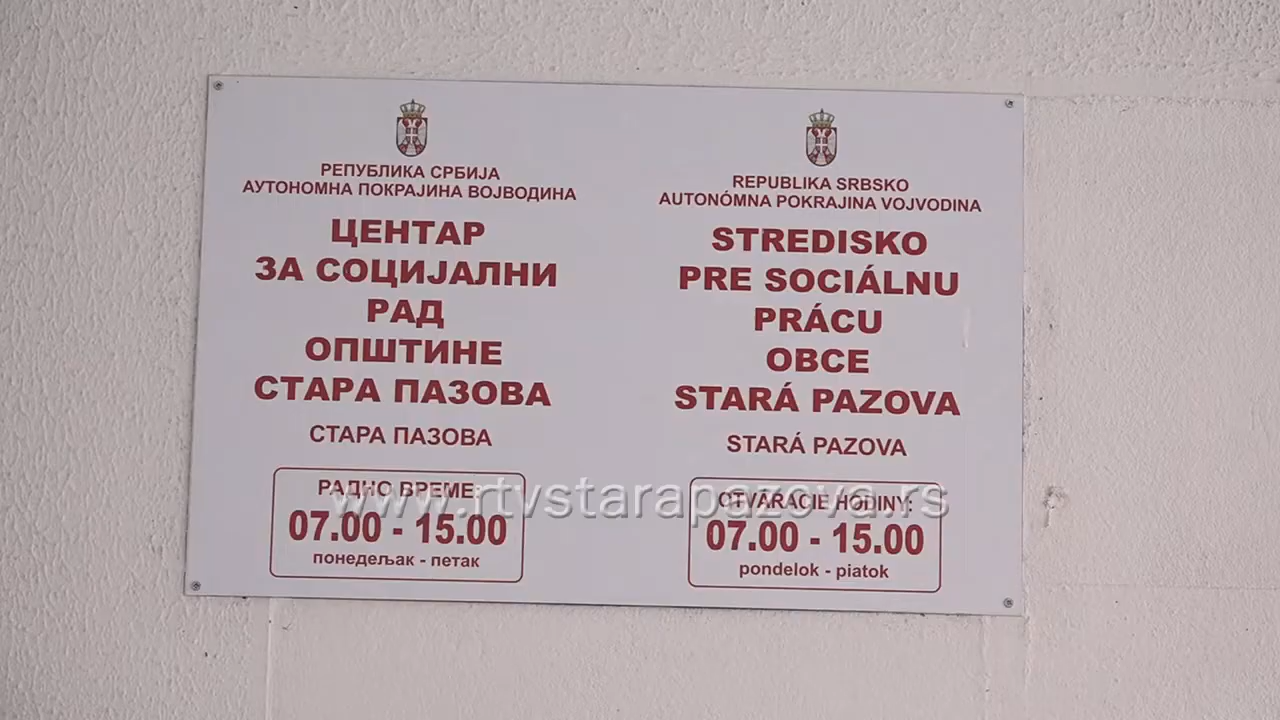 РЕПУБЛИКА СРБИЈА
АУТОНОМНА ПОКРАЈИНА ВОЈВОДИНА
ЦЕНТАР
ЗА СОЦИЈАЛНИ
РАД
ОПШТИНЕ
СТАРА ПАЗОВА
СТАРА ПАЗОВА
РАДНО ВРЕМЕ:
07.00 - 15.00
понедељак - петак
REPUBLIKA SRBSKO
AUTONÓMNA POKRAJINA VOJVODINA
STREDISKO
PRE SOCIÁLNU
PRÁCU
OBCE
STARÁ PAZOVA
STARÁ PAZOVA
OTVÁRACIE HODINY:
07.00 - 15.00
pondelok - piatok
www.rtvstarapazova.rs